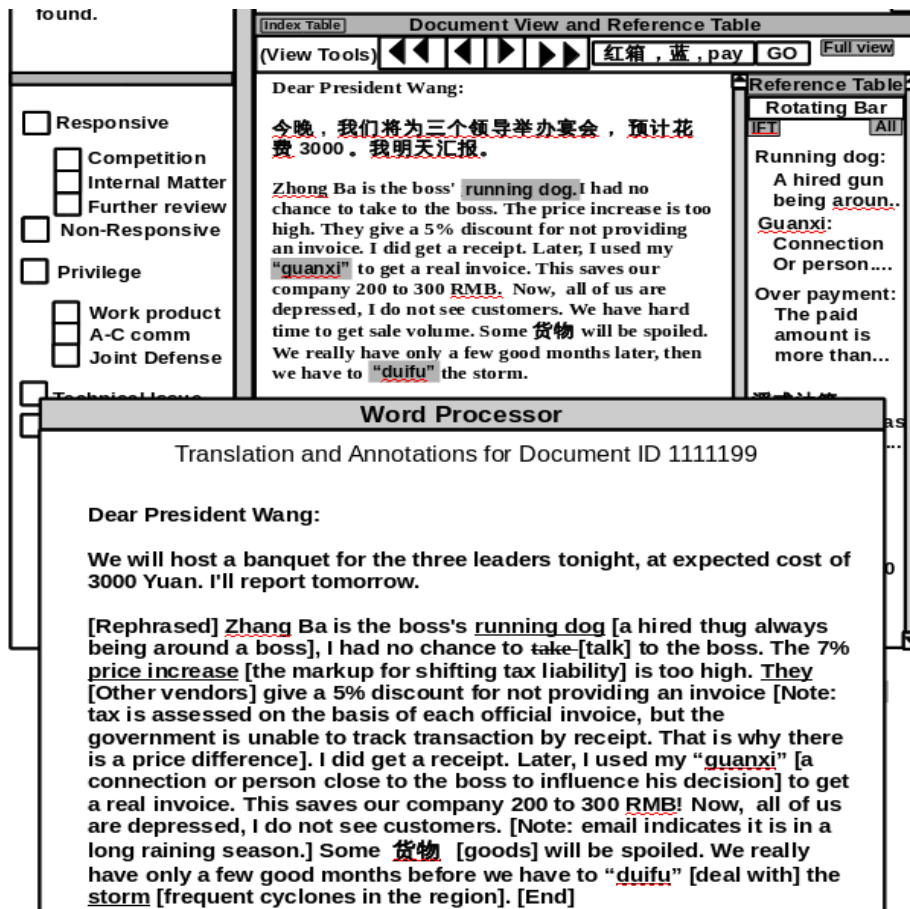 found.
Responsive
Competition
Internal Matter
Further review
Non-Responsive
Privilege
Work product
A-C comm
Joint Defense
Technical Issue
Index Table
Document View and Reference Table
(View Tools)
红箱，蓝，pay
GO
Full view
Dear President Wang:
今晚，我们将为三个领导举办宴会，预计花
费 3000。我明天汇报。
Zhong Ba is the boss' running dog. I had no
chance to take to the boss. The price increase is too
high. They give a 5% discount for not providing
an invoice. I did get a receipt. Later, I used my
“guanxi” to get a real invoice. This saves our
company 200 to 300 RMB. Now, all of us are
depressed, I do not see customers. We have hard
time to get sale volume. Some 货物 will be spoiled.
We really have only a few good months later, then
we have to “duifu” the storm.
Reference Table
Rotating Bar
IFT
All
Running dog:
A hired gun
being aroun..
Guanxi:
Connection
Or person....
Over payment:
The paid
amount is
more than...
as
...
0
Word Processor
Translation and Annotations for Document ID 1111199
Dear President Wang:
We will host a banquet for the three leaders tonight, at expected cost of
3000 Yuan. I'll report tomorrow.
[Rephrased] Zhang Ba is the boss's running dog [a hired thug always
being around a boss], I had no chance to take [talk] to the boss. The 7%
price increase [the markup for shifting tax liability] is too high. They
[Other vendors] give a 5% discount for not providing an invoice [Note:
tax is assessed on the basis of each official invoice, but the
government is unable to track transaction by receipt. That is why there
is a price difference]. I did get a receipt. Later, I used my “guanxi” [a
connection or person close to the boss to influence his decision] to get
a real invoice. This saves our company 200 to 300 RMB! Now, all of us
are depressed, I do not see customers. [Note: email indicates it is in a
long raining season.] Some 货物 [goods] will be spoiled. We really
have only a few good months before we have to “duifu” [deal with] the
storm [frequent cyclones in the region]. [End]